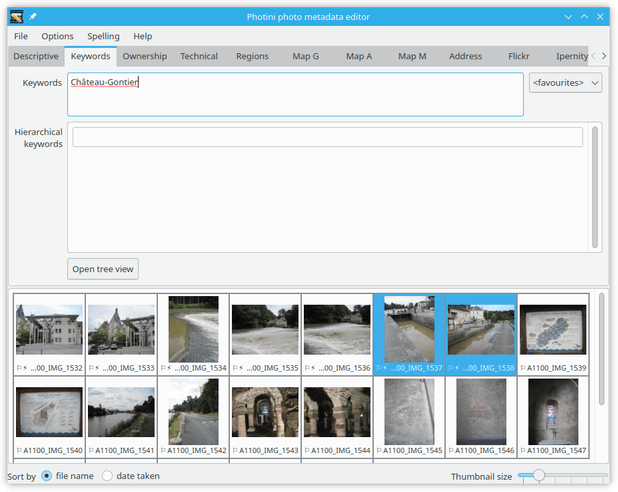 Photini photo metadata editor
File Options Spelling Help
Descriptive Keywords Ownership Technical Regions Map G Map A Map M Address Flickr Ipernity
Keywords Château-Gontier <favourites>
Hierarchical
keywords
Open tree view
...00_IMG_1532 ...00_IMG_1533 ...00_IMG_1534 ...00_IMG_1535 ...00_IMG_1536 ...00_IMG_1537 ...00_IMG_1538 A1100_IMG_1539
A1100_IMG_1540 A1100_IMG_1541 A1100_IMG_1542 A1100_IMG_1543 A1100_IMG_1544 A1100_IMG_1545 A1100_IMG_1546 A1100_IMG_1547
Sort by file name date taken Thumbnail size